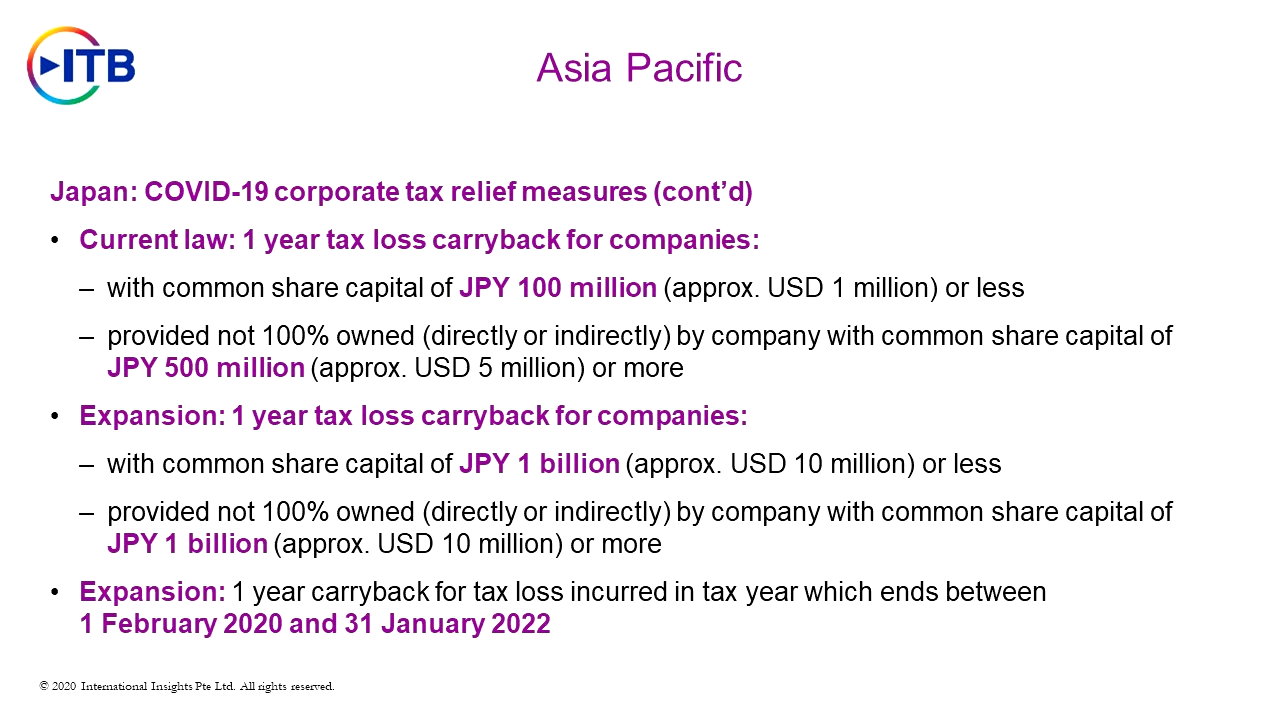 ITB
Asia Pacific
Japan: COVID-19 corporate tax relief measures (cont’d)
• Current law: 1 year tax loss carryback for companies:
– with common share capital of JPY 100 million (approx. USD 1 million) or less
– provided not 100% owned (directly or indirectly) by company with common share capital of
JPY 500 million (approx. USD 5 million) or more
• Expansion: 1 year tax loss carryback for companies:
– with common share capital of JPY 1 billion (approx. USD 10 million) or less
– provided not 100% owned (directly or indirectly) by company with common share capital of
JPY 1 billion (approx. USD 10 million) or more
• Expansion: 1 year carryback for tax loss incurred in tax year which ends between
1 February 2020 and 31 January 2022
© 2020 International Insights Pte Ltd. All rights reserved.